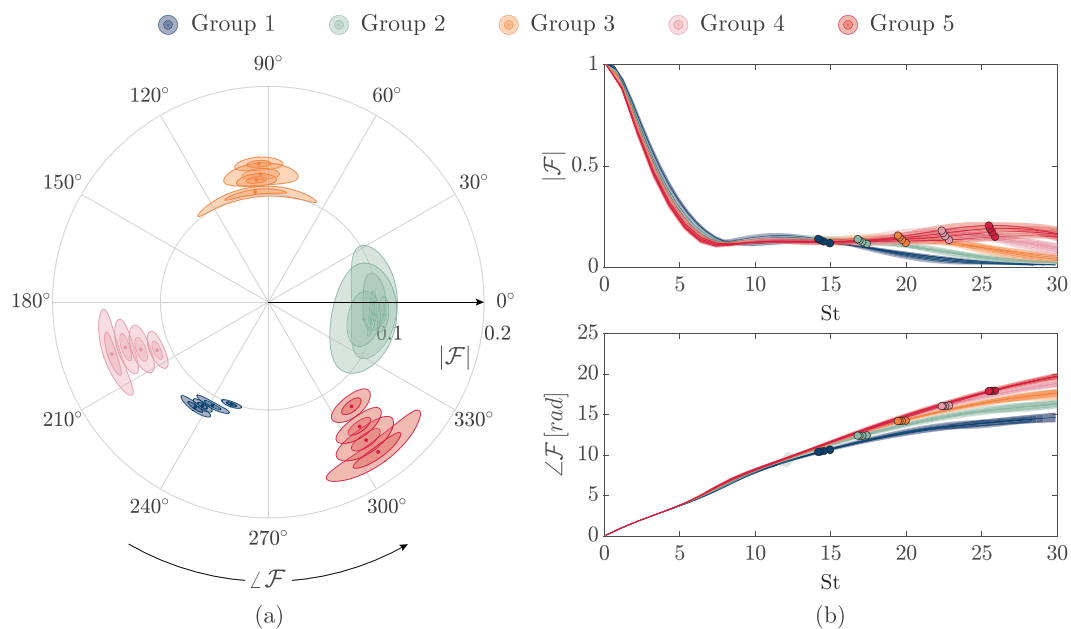 Group 1 Group 2 Group 3 Group 4 Group 5
90°
120° 60°
150° 30°
180° 0°
0.1 0.2
|ℱ|
210° 330°
240° 300°
270°
∠ℱ
(a)
1
0.5
0
|ℱ|
0 5 10 15 20 25 30
St
25
20
15
10
5
0
∠ℱ [rad]
0 5 10 15 20 25 30
St
(b)